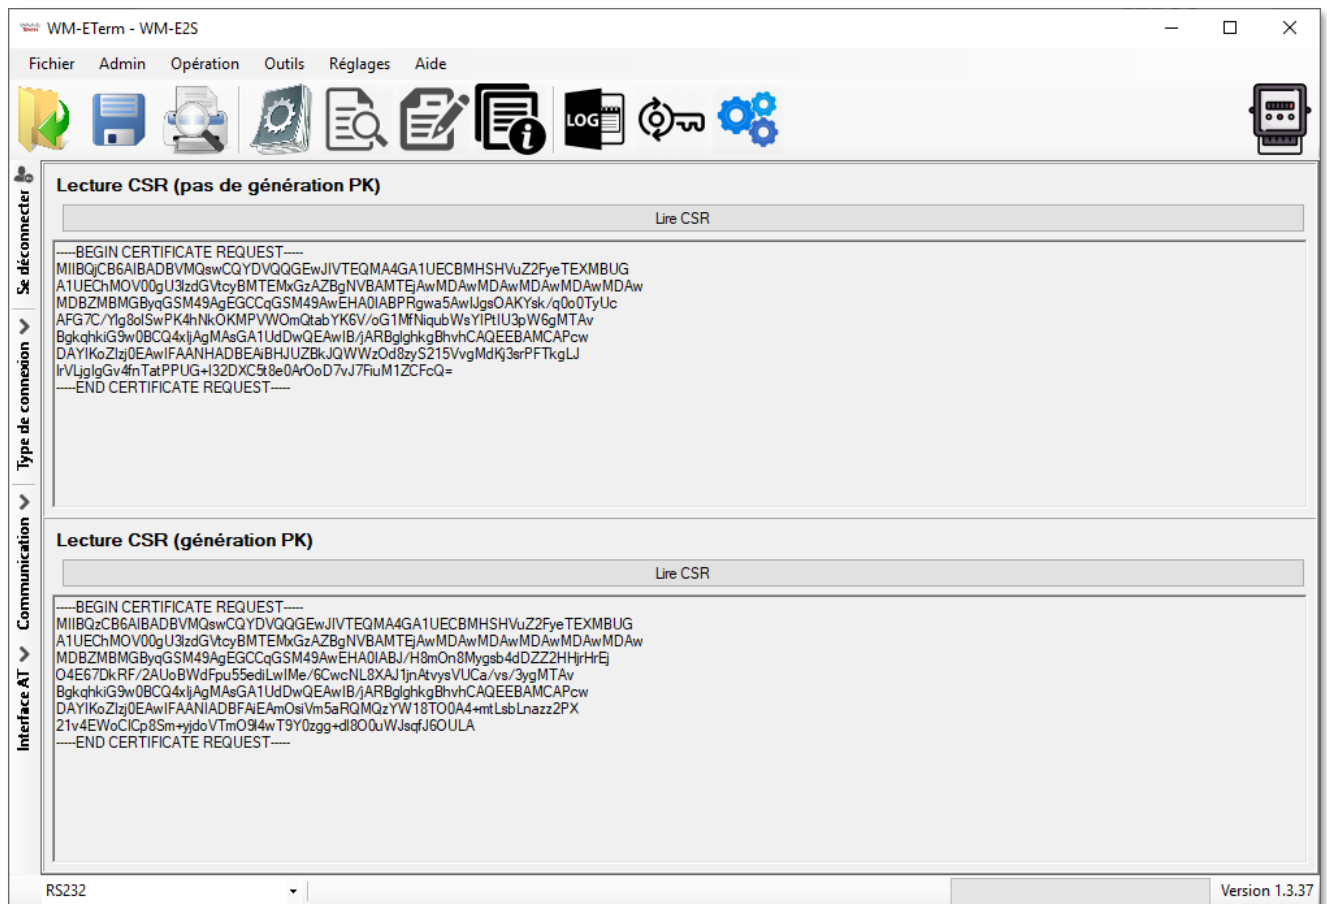 WM-ETerm - WM-E2S
Fichier Admin Opération Outils Réglages Aide
LOG
Se déconnecter
Type de connexion
Communication
Interface AT
Lecture CSR (pas de génération PK)
Lire CSR
-----BEGIN CERTIFICATE REQUEST-----
MIIBQjCB6AIBADBVMQswCQYDVQQGEwJIVTEQMA4GA1UECBMHSHVuZ2FyeTEXMBUG
A1UEChMOV00gU3lzdGVtcyBMTEMxGzAZBgNVBAMTEjAwMDAwMDAwMDAwMDAwMDAw
MDBZMBMGByqGSM49AgEGCCqGSM49AwEHA0IABPRgwa5AwIJgsOAKYsk/q0o0TyUc
AFG7C/Ylg8olSwPK4hNkOKMPVWOmQtabYK6V/oG1MfNiqubWsYIPtIU3pW6gMTAv
BgkqhkiG9w0BCQ4xIjAgMAsGA1UdDwQEAwIB/jARBglghkgBhvhCAQEEBAMCAPcw
DAYIKoZIzj0EAwIFAANHADBEAiBHJUZBkJQWWzOd8zyS215VvgMdKj3srPFTkgLJ
IrVLjgIgGv4fnTatPPUG+I32DXC5t8e0ArOoD7vJ7FiuM1ZCFcQ=
-----END CERTIFICATE REQUEST-----
Lecture CSR (génération PK)
Lire CSR
-----BEGIN CERTIFICATE REQUEST-----
MIIBQzCB6AIBADBVMQswCQYDVQQGEwJIVTEQMA4GA1UECBMHSHVuZ2FyeTEXMBUG
A1UEChMOV00gU3lzdGVtcyBMTEMxGzAZBgNVBAMTEjAwMDAwMDAwMDAwMDAwMDAw
MDBZMBMGByqGSM49AgEGCCqGSM49AwEHA0IABJ/H8mOn8Mygsb4dDZZ2HHjrHrEj
O4E67DkRF/2AUoBWdFpu55ediLwIMe/6CwcNL8XAJ1jnAtvysVUCa/vs/3ygMTAv
BgkqhkiG9w0BCQ4xIjAgMAsGA1UdDwQEAwIB/jARBglghkgBhvhCAQEEBAMCAPcw
DAYIKoZIzj0EAwIFAANIADBFAiEAmOsiVm5aRQMQzYW18TO0A4+mtLsbLnazz2PX
21v4EWoCICp8Sm+yjdoVTmO9I4wT9Y0zgg+dI8O0uWJsqfJ6OULA
-----END CERTIFICATE REQUEST-----
RS232
Version 1.3.37